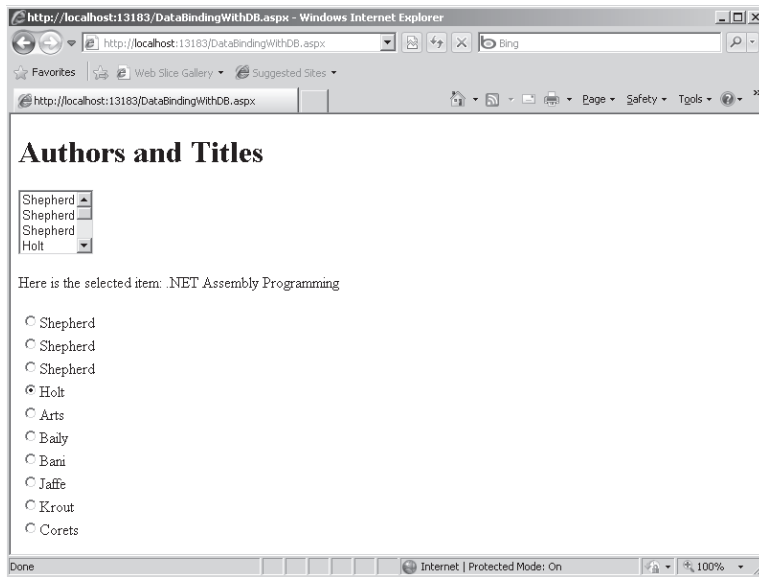 http://localhost:13183/DataBindingWithDB.aspx - Windows Internet Explorer
http://localhost:13183/DataBindingWithDB.aspx Bing
Favorites Web Slice Gallery Suggested Sites
http://localhost:13183/DataBindingWithDB.aspx Page Safety Tools
Authors and Titles
Shepherd
Shepherd
Shepherd
Holt
Here is the selected item: .NET Assembly Programming
Shepherd
Shepherd
Shepherd
Holt
Arts
Baily
Bani
Jaffe
Krout
Corets
Done Internet | Protected Mode: On 100%